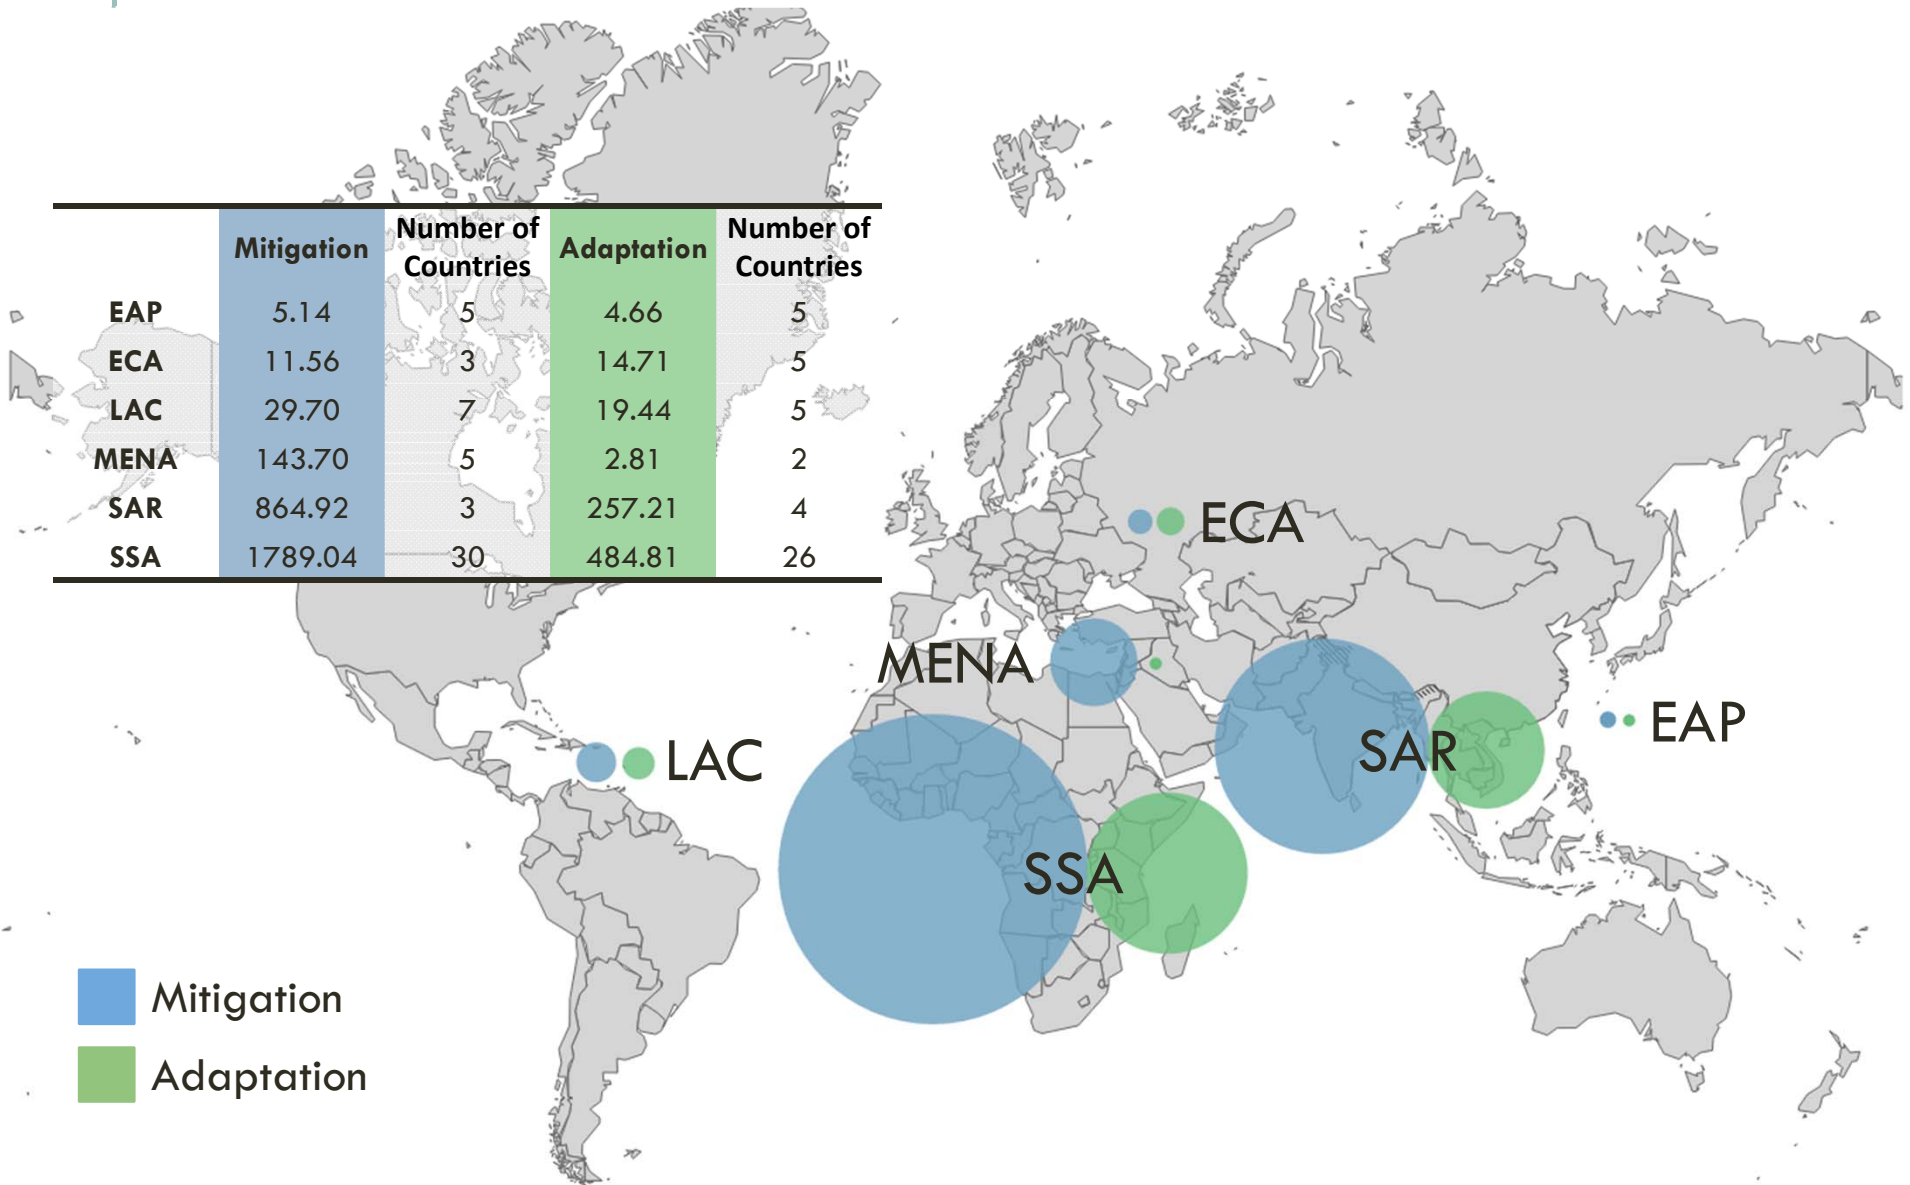 Mitigation Number of Countries Adaptation Number of Countries
EAP 5.14 5 4.66 5
ECA 11.56 3 14.71 5
LAC 29.70 7 19.44 5
MENA 143.70 5 2.81 2
SAR 864.92 3 257.21 4
SSA 1789.04 30 484.81 26
ECA
MENA
EAP
SAR
LAC
SSA
Mitigation
Adaptation